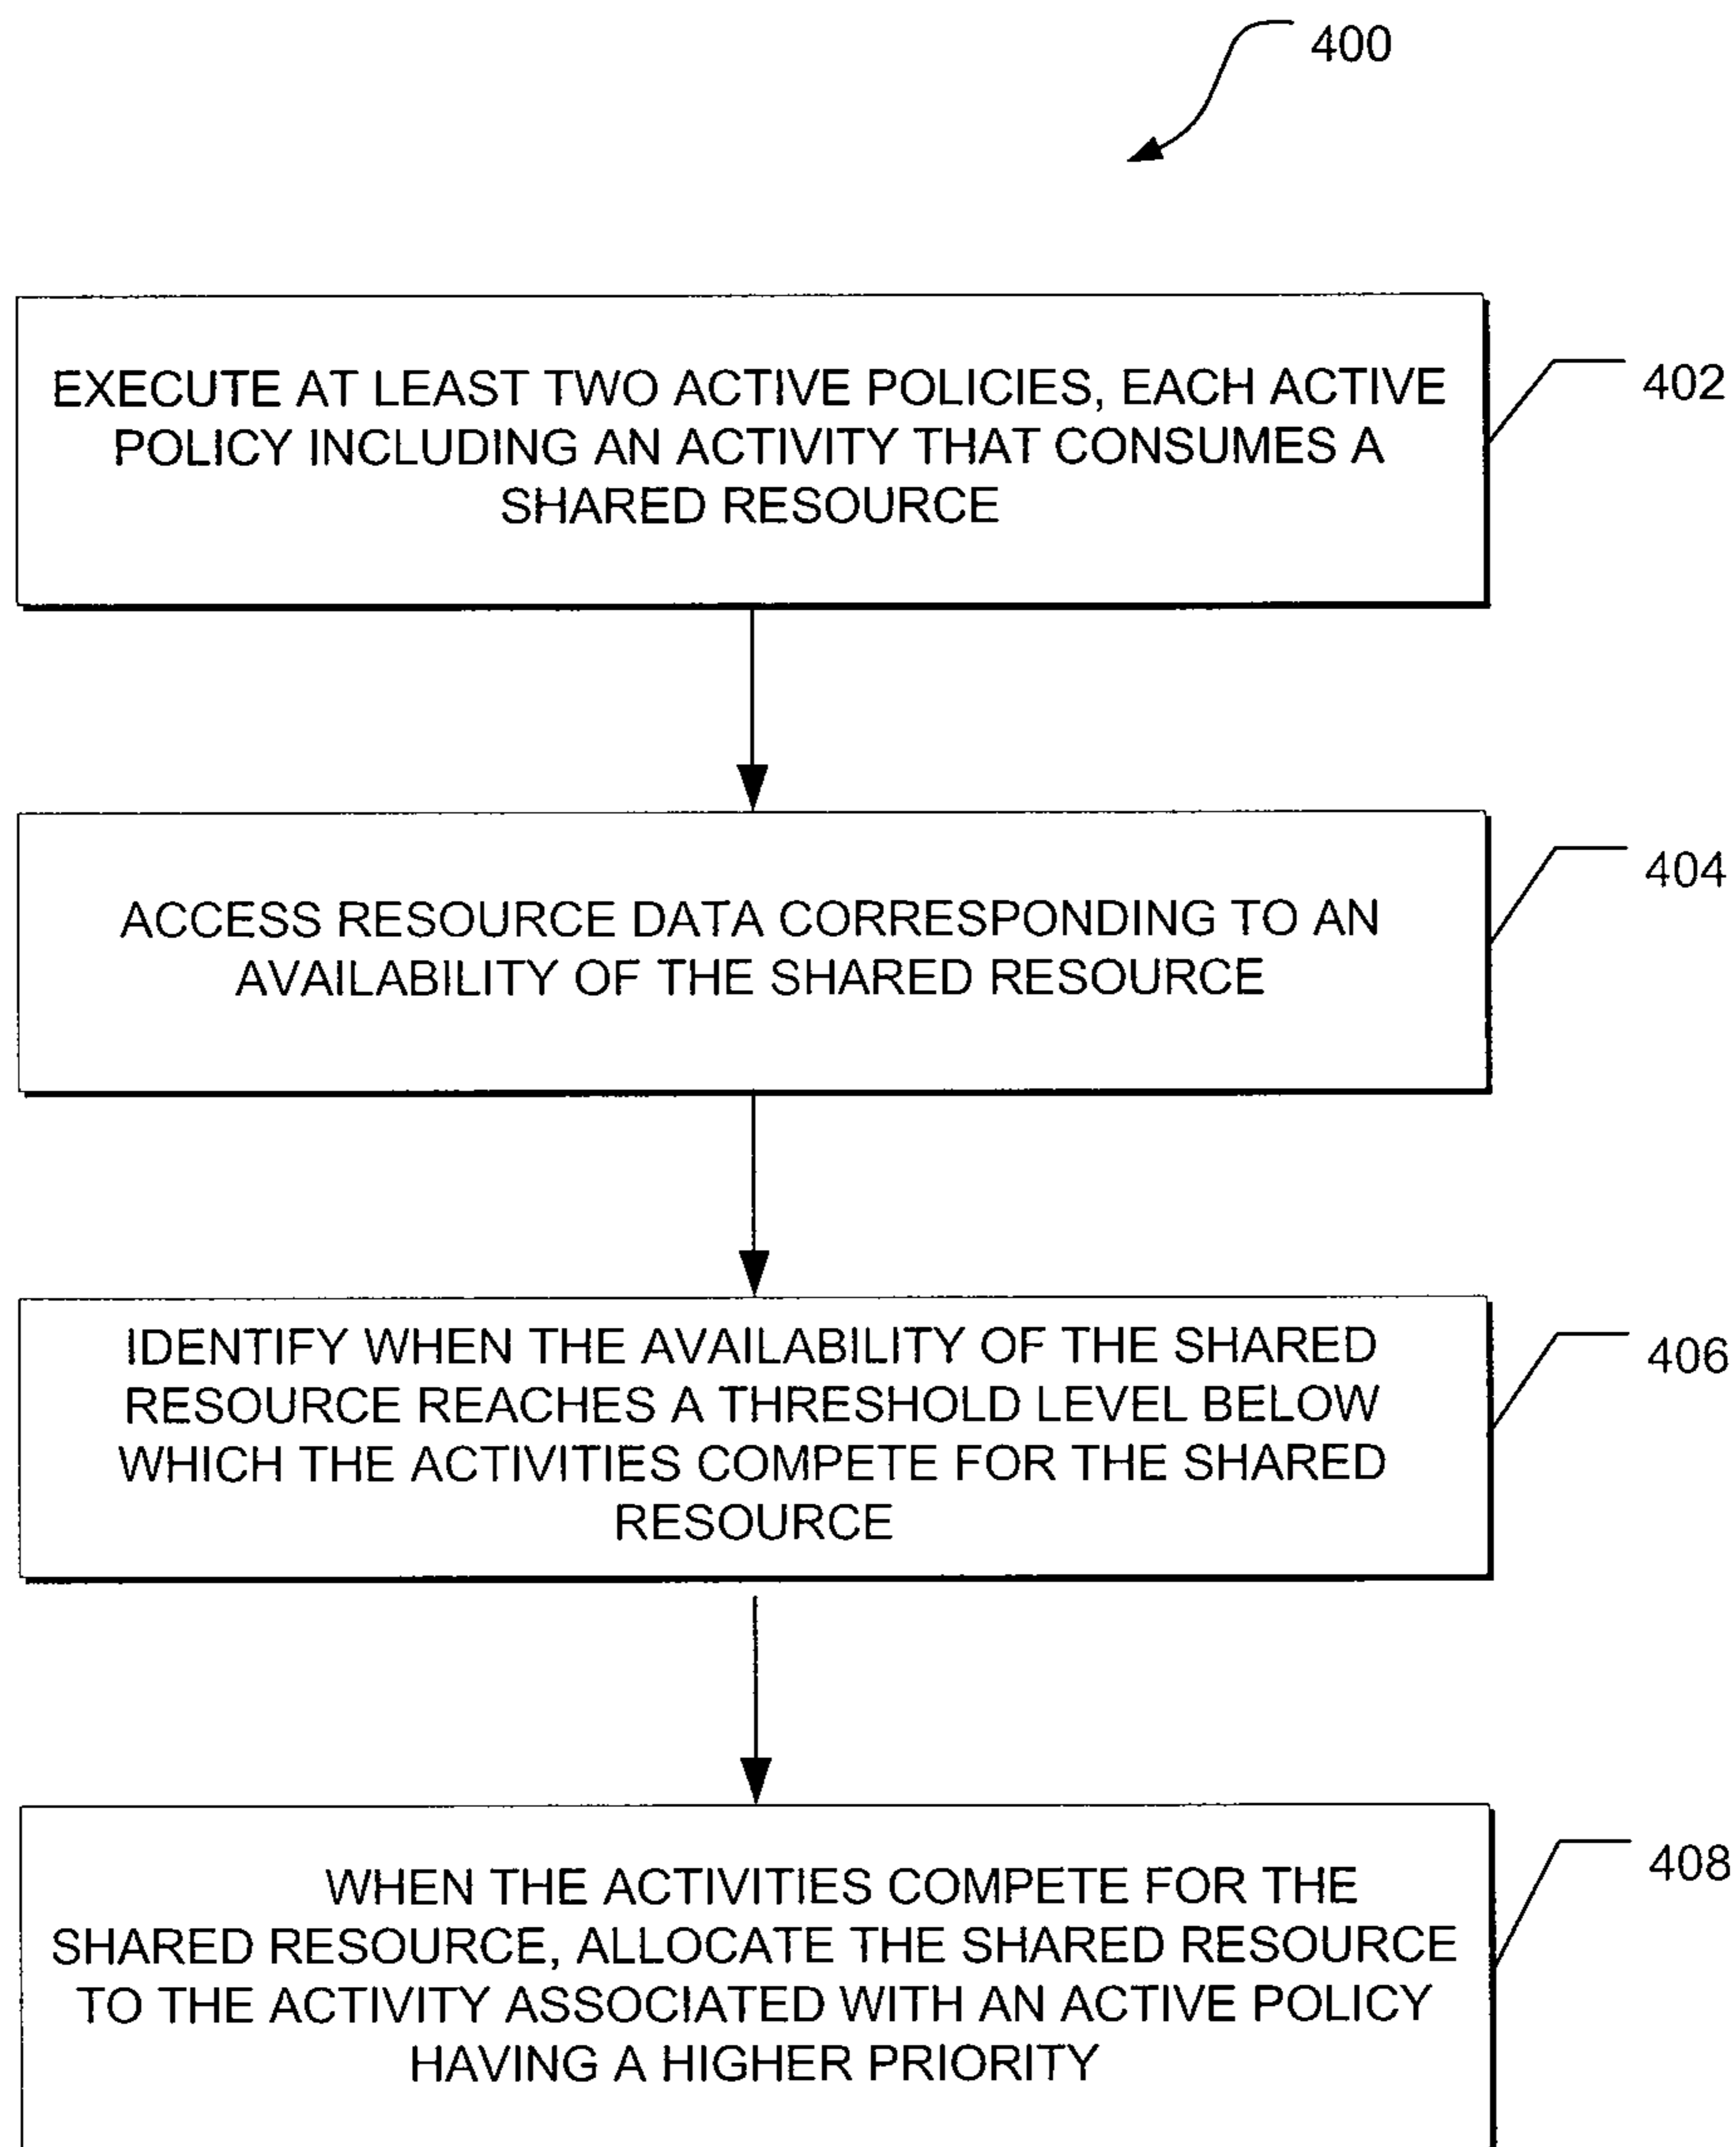 400
EXECUTE AT LEAST TWO ACTIVE POLICIES, EACH ACTIVE
POLICY INCLUDING AN ACTIVITY THAT CONSUMES A
SHARED RESOURCE
402
ACCESS RESOURCE DATA CORRESPONDING TO AN
AVAILABILITY OF THE SHARED RESOURCE
404
IDENTIFY WHEN THE AVAILABILITY OF THE SHARED
RESOURCE REACHES A THRESHOLD LEVEL BELOW
WHICH THE ACTIVITIES COMPETE FOR THE SHARED
RESOURCE
406
WHEN THE ACTIVITIES COMPETE FOR THE
SHARED RESOURCE, ALLOCATE THE SHARED RESOURCE
TO THE ACTIVITY ASSOCIATED WITH AN ACTIVE POLICY
HAVING A HIGHER PRIORITY
408